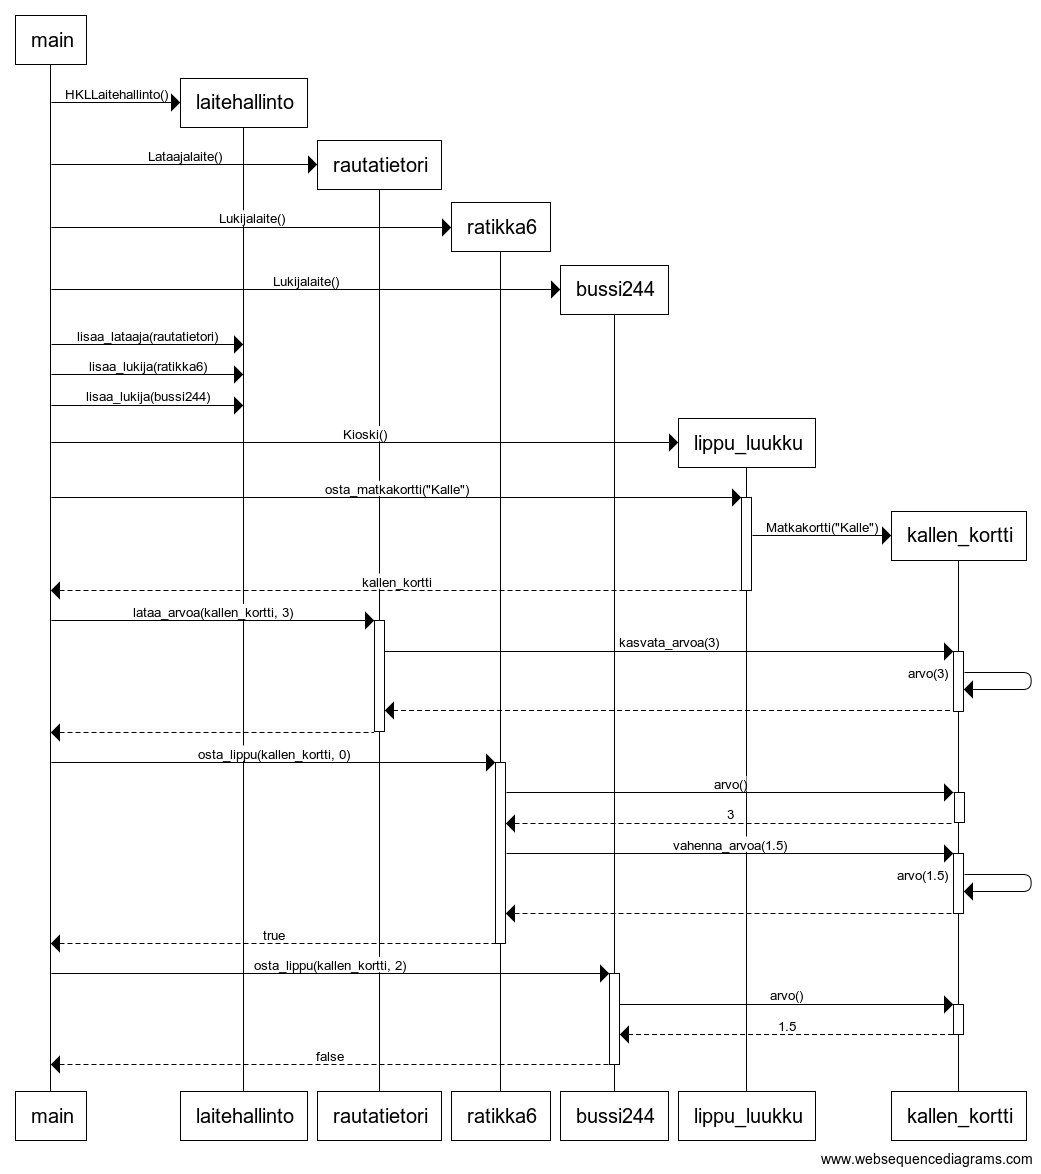 main
HKLLaitehallinto()
laitehallinto
Lataajalaite()
rautatietori
Lukijalaite()
ratikka6
Lukijalaite()
bussi244
lisaa_lataaja(rautatietori)
lisaa_lukija(ratikka6)
lisaa_lukija(bussi244)
Kioski()
lippu_luukku
osta_matkakortti("Kalle")
Matkakortti("Kalle")
kallen_kortti
kallen_kortti
lataa_arvoa(kallen_kortti, 3)
kasvata_arvoa(3)
arvo(3)
osta_lippu(kallen_kortti, 0)
arvo()
3
vahenna_arvoa(1.5)
arvo(1.5)
true
osta_lippu(kallen_kortti, 2)
arvo()
1.5
false
main laitehallinto rautatietori ratikka6 bussi244 lippu_luukku kallen_kortti
www.websequencediagrams.com